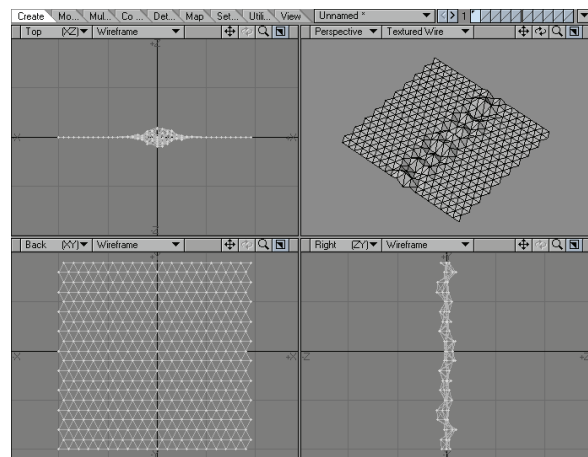 Create Mo... Mul... Co ... Det... Map Set... Utili... View Unnamed * 1
Top (XZ) Wireframe
Perspective Textured Wire
Back (XY) Wireframe
Right (ZY) Wireframe